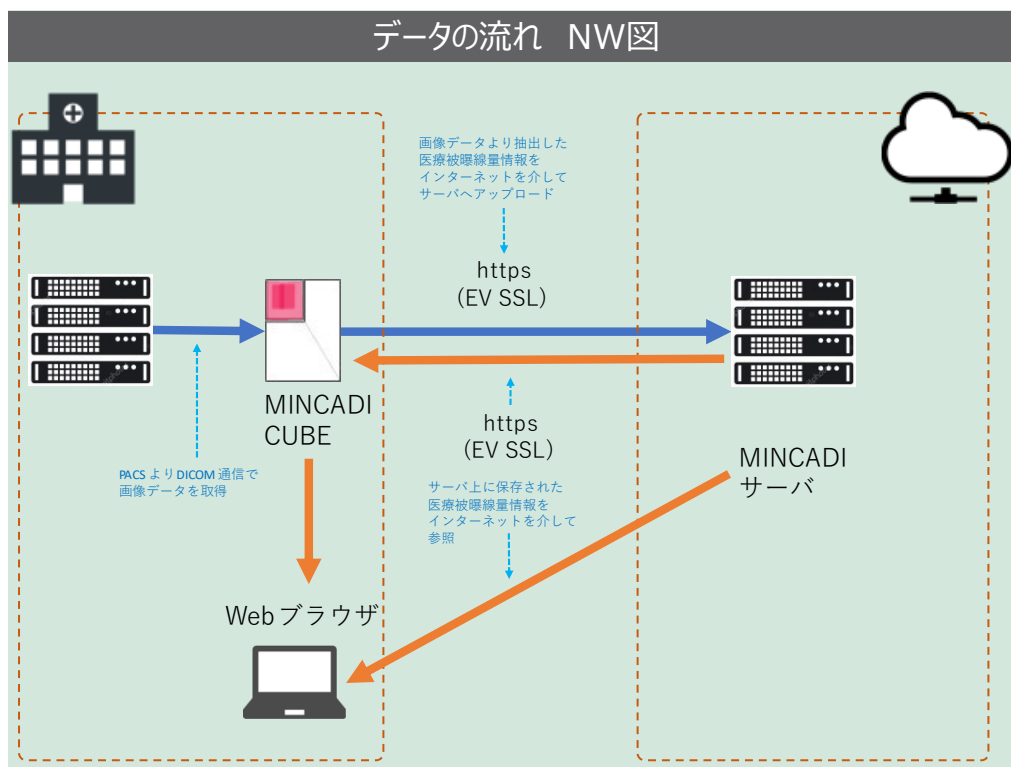 データの流れ NW図
画像データより抽出した
医療被曝線量情報を
インターネットを介して
サーバへアップロード
https
(EV SSL)
MINCADI
CUBE
https
(EV SSL)
MINCADI
サーバ
PACSよりDICOM通信で
画像データを取得
サーバ上に保存された
医療被曝線量情報を
インターネットを介して
参照
Webブラウザ